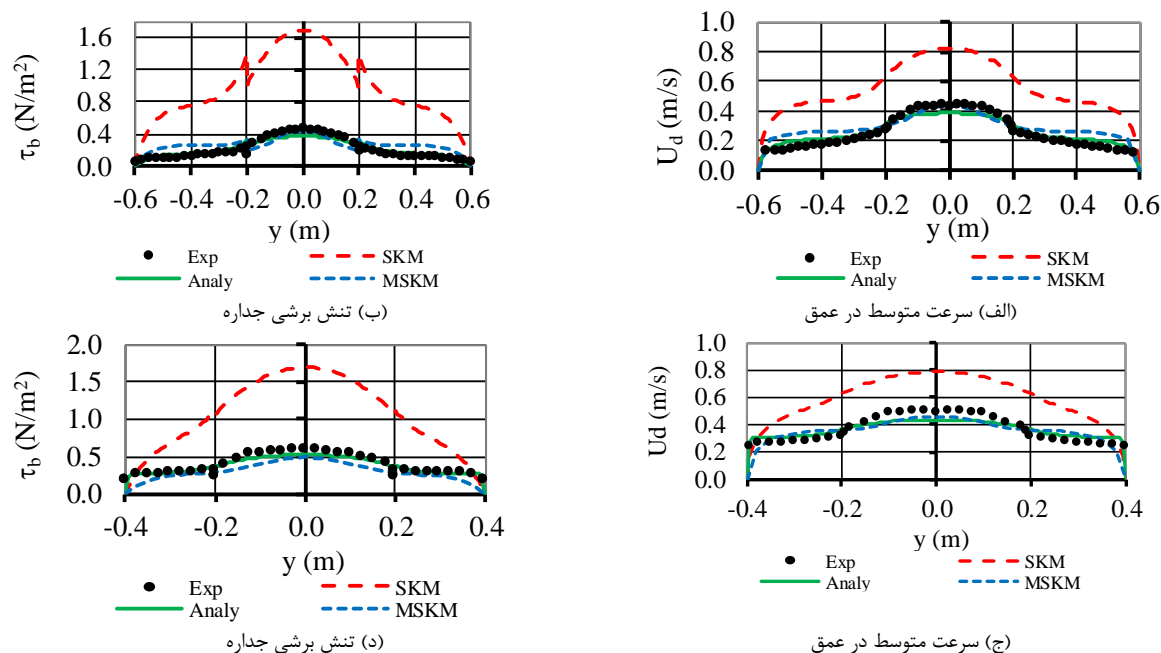 τb (N/m2)
1.6
1.2
0.8
0.4
0.0
-0.6 -0.4 -0.2 0.0 0.2 0.4 0.6
y (m)
Exp SKM
Analy MSKM
(ب) تنش برشی جداره
Ud (m/s)
1.0
0.8
0.6
0.4
0.2
0.0
-0.6 -0.4 -0.2 0.0 0.2 0.4 0.6
y (m)
Exp SKM
Analy MSKM
(الف) سرعت متوسط در عمق
τb (N/m2)
2.0
1.5
1.0
0.5
0.0
-0.4 -0.2 0.0 0.2 0.4
y (m)
Exp SKM
Analy MSKM
(د) تنش برشی جداره
Ud (m/s)
1.0
0.8
0.6
0.4
0.2
0.0
-0.4 -0.2 0.0 0.2 0.4
y (m)
Exp SKM
Analy MSKM
(ج) سرعت متوسط در عمق